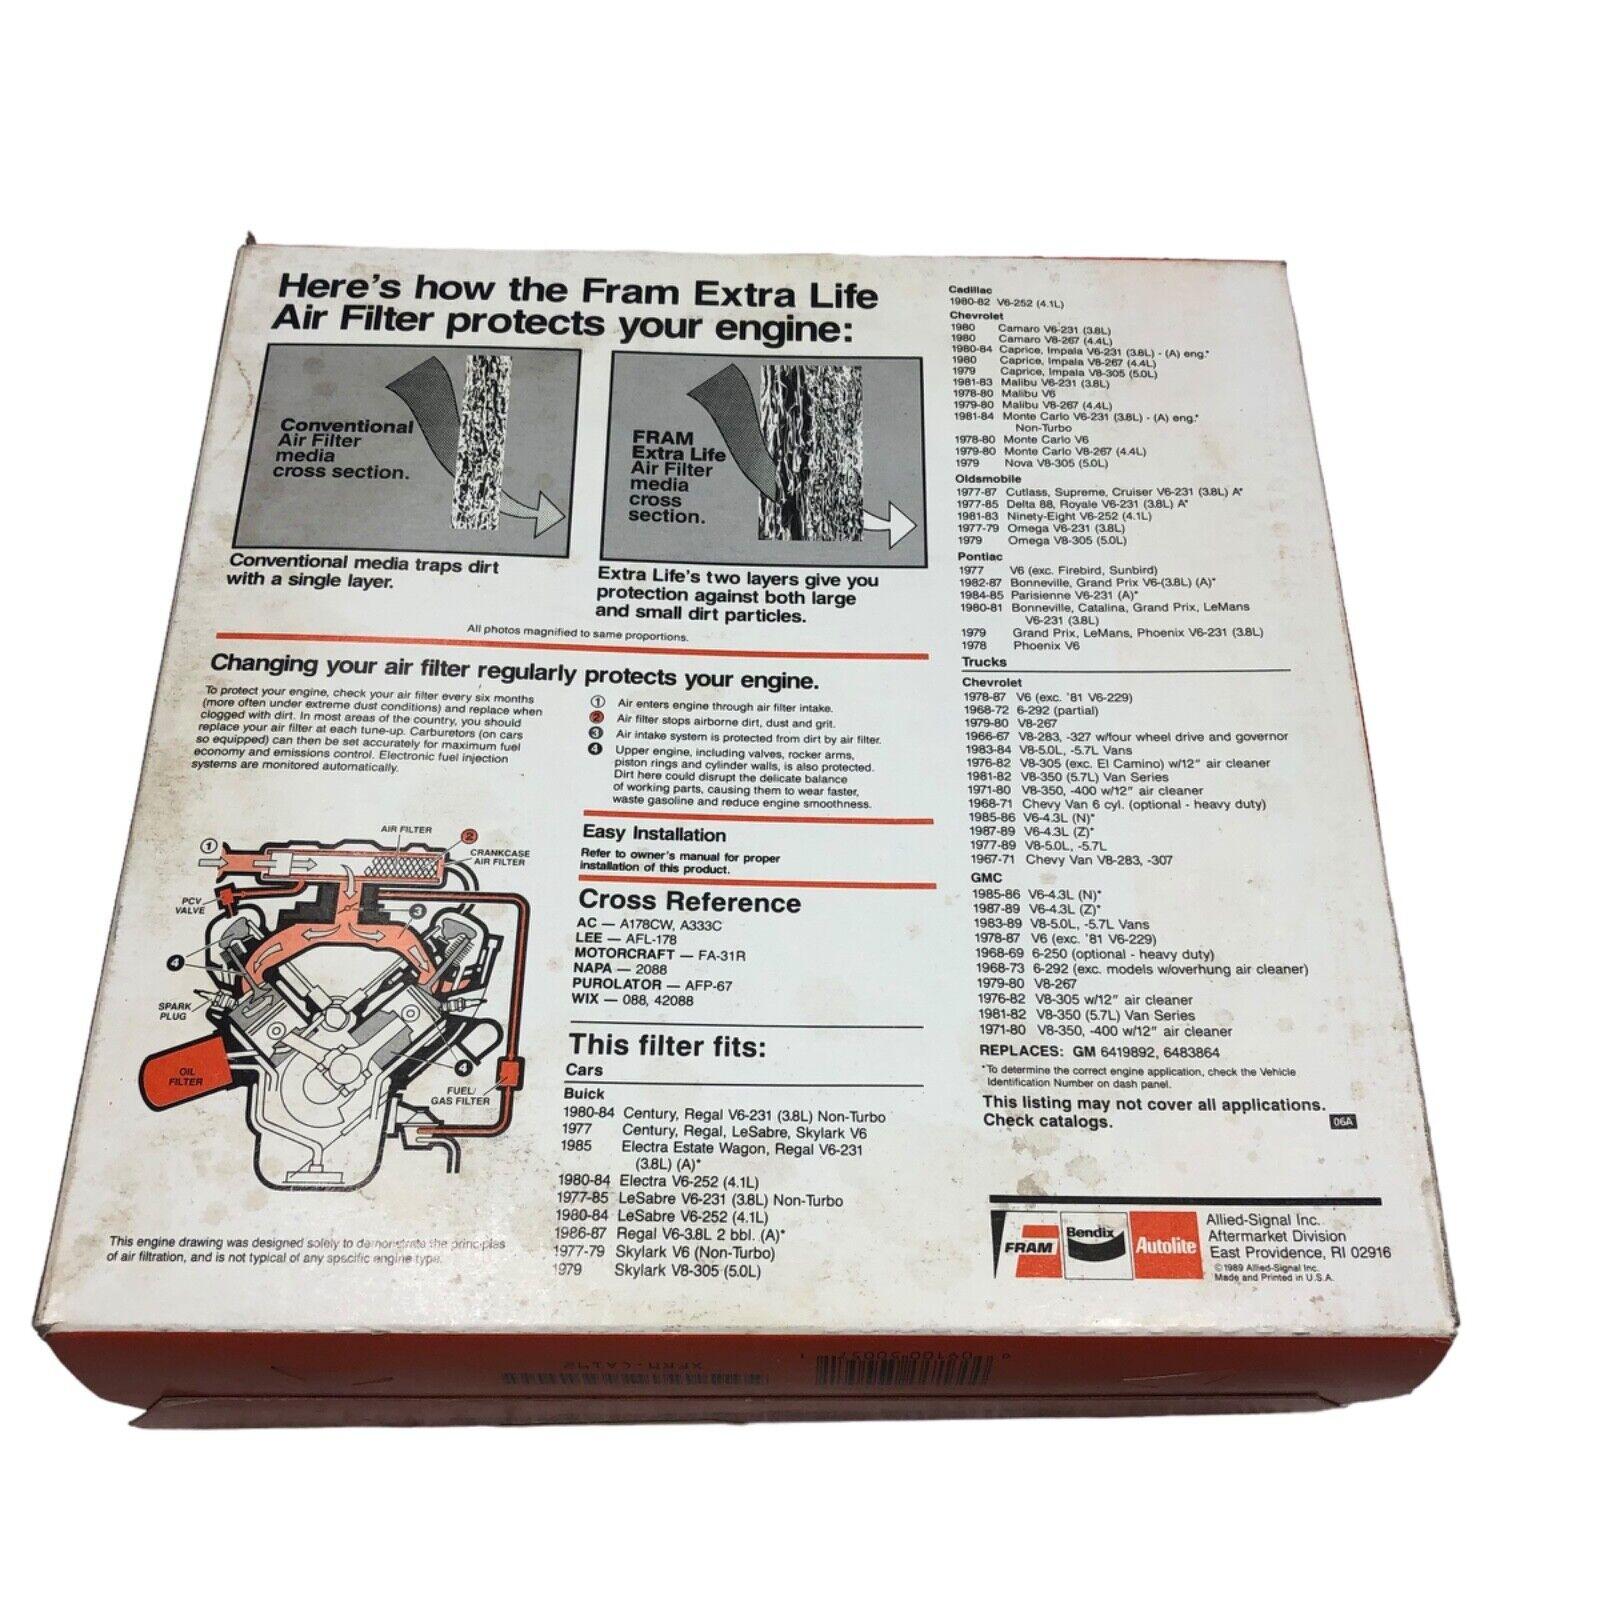 Here's how the Fram Extra Life
Air Filter protects your engine:
Conventional
Air Filter
media
cross section.
Conventional media traps dirt
with a single layer.
FRAM
Extra Life
Air Filter
media
cross
section.
Extra Life's two layers give you
protection against both large
and small dirt particles.
All photos magnified to same proportions.
Changing your air filter regularly protects your engine.
To protect your engine, check your air filter every six months
(more often under extreme dust conditions) and replace when
clogged with dirt. In most areas of the country, you should
replace your air filter at each tune-up. Carburetors (on cars
so equipped) can then be set accurately for maximum fuel
economy and emissions control. Electronic fuel injection
systems are monitored automatically.
1 Air enters engine through air filter intake.
2 Air filter stops airborne dirt, dust and grit.
3 Air intake system is protected from dirt by air filter.
4 Upper engine, including valves, rocker arms,
piston rings and cylinder walls, is also protected.
Dirt here could disrupt the delicate balance
of working parts, causing them to wear faster,
waste gasoline and reduce engine smoothness.
AIR FILTER
1
2
CRANKCASE
AIR FILTER
PCV
VALVE
3
4
SPARK
PLUG
OIL
FILTER
4
FUEL/
GAS FILTER
This engine drawing was designed solely to demonstrate the principles
of air filtration, and is not typical of any specific engine type.
Easy Installation
Refer to owner's manual for proper
installation of this product.
Cross Reference
AC — A178CW, A333C
LEE — AFL-178
MOTORCRAFT — FA-31R
NAPA — 2088
PUROLATOR — AFP-67
WIX — 088, 42088
This filter fits:
Cars
Buick
1980-84 Century, Regal V6-231 (3.8L) Non-Turbo
1977 Century, Regal, LeSabre, Skylark V6
1985 Electra Estate Wagon, Regal V6-231
(3.8L) (A)*
1980-84 Electra V6-252 (4.1L)
1977-85 LeSabre V6-231 (3.8L) Non-Turbo
1980-84 LeSabre V6-252 (4.1L)
1986-87 Regal V6-3.8L 2 bbl. (A)*
1977-79 Skylark V6 (Non-Turbo)
1979 Skylark V8-305 (5.0L)
Cadillac
1980-82 V6-252 (4.1L)
Chevrolet
1980 Camaro V6-231 (3.8L)
1980 Camaro V8-267 (4.4L)
1980-84 Caprice, Impala V6-231 (3.8L) - (A) eng.*
1980 Caprice, Impala V8-267 (4.4L)
1979 Caprice, Impala V8-305 (5.0L)
1981-83 Malibu V6-231 (3.8L)
1978-80 Malibu V6
1979-80 Malibu V8-267 (4.4L)
1981-84 Monte Carlo V6-231 (3.8L) - (A) eng.*
Non-Turbo
1978-80 Monte Carlo V6
1979-80 Monte Carlo V8-267 (4.4L)
1979 Nova V8-305 (5.0L)
Oldsmobile
1977-87 Cutlass, Supreme, Cruiser V6-231 (3.8L) A*
1977-85 Delta 88, Royale V6-231 (3.8L) A*
1981-83 Ninety-Eight V6-252 (4.1L)
1977-79 Omega V6-231 (3.8L)
1979 Omega V8-305 (5.0L)
Pontiac
1977 V6 (exc. Firebird, Sunbird)
1982-87 Bonneville, Grand Prix V6-(3.8L) (A)*
1984-85 Parisienne V6-231 (A)*
1980-81 Bonneville, Catalina, Grand Prix, LeMans
V6-231 (3.8L)
1979 Grand Prix, LeMans, Phoenix V6-231 (3.8L)
1978 Phoenix V6
Trucks
Chevrolet
1978-87 V6 (exc. '81 V6-229)
1968-72 6-292 (partial)
1979-80 V8-267
1966-67 V8-283, -327 w/four wheel drive and governor
1983-84 V8-5.0L, -5.7L Vans
1976-82 V8-305 (exc. El Camino) w/12" air cleaner
1981-82 V8-350 (5.7L) Van Series
1971-80 V8-350, -400 w/12" air cleaner
1968-71 Chevy Van 6 cyl. (optional - heavy duty)
1985-86 V6-4.3L (N)*
1987-89 V6-4.3L (Z)*
1977-89 V8-5.0L, -5.7L
1967-71 Chevy Van V8-283, -307
GMC
1985-86 V6-4.3L (N)*
1987-89 V6-4.3L (Z)*
1983-89 V8-5.0L, -5.7L Vans
1978-87 V6 (exc. '81 V6-229)
1968-69 6-250 (optional - heavy duty)
1968-73 6-292 (exc. models w/overhung air cleaner)
1979-80 V8-267
1976-82 V8-305 w/12" air cleaner
1981-82 V8-350 (5.7L) Van Series
1971-80 V8-350, -400 w/12" air cleaner
REPLACES: GM 6419892, 6483864
*To determine the correct engine application, check the Vehicle
Identification Number on dash panel.
This listing may not cover all applications.
Check catalogs.
06A
FRAM
Bendix
Autolite
Allied-Signal Inc.
Aftermarket Division
East Providence, RI 02916
©1989 Allied-Signal Inc.
Made and Printed in U.S.A.
XFRM-CA192
0 09100 50057 1